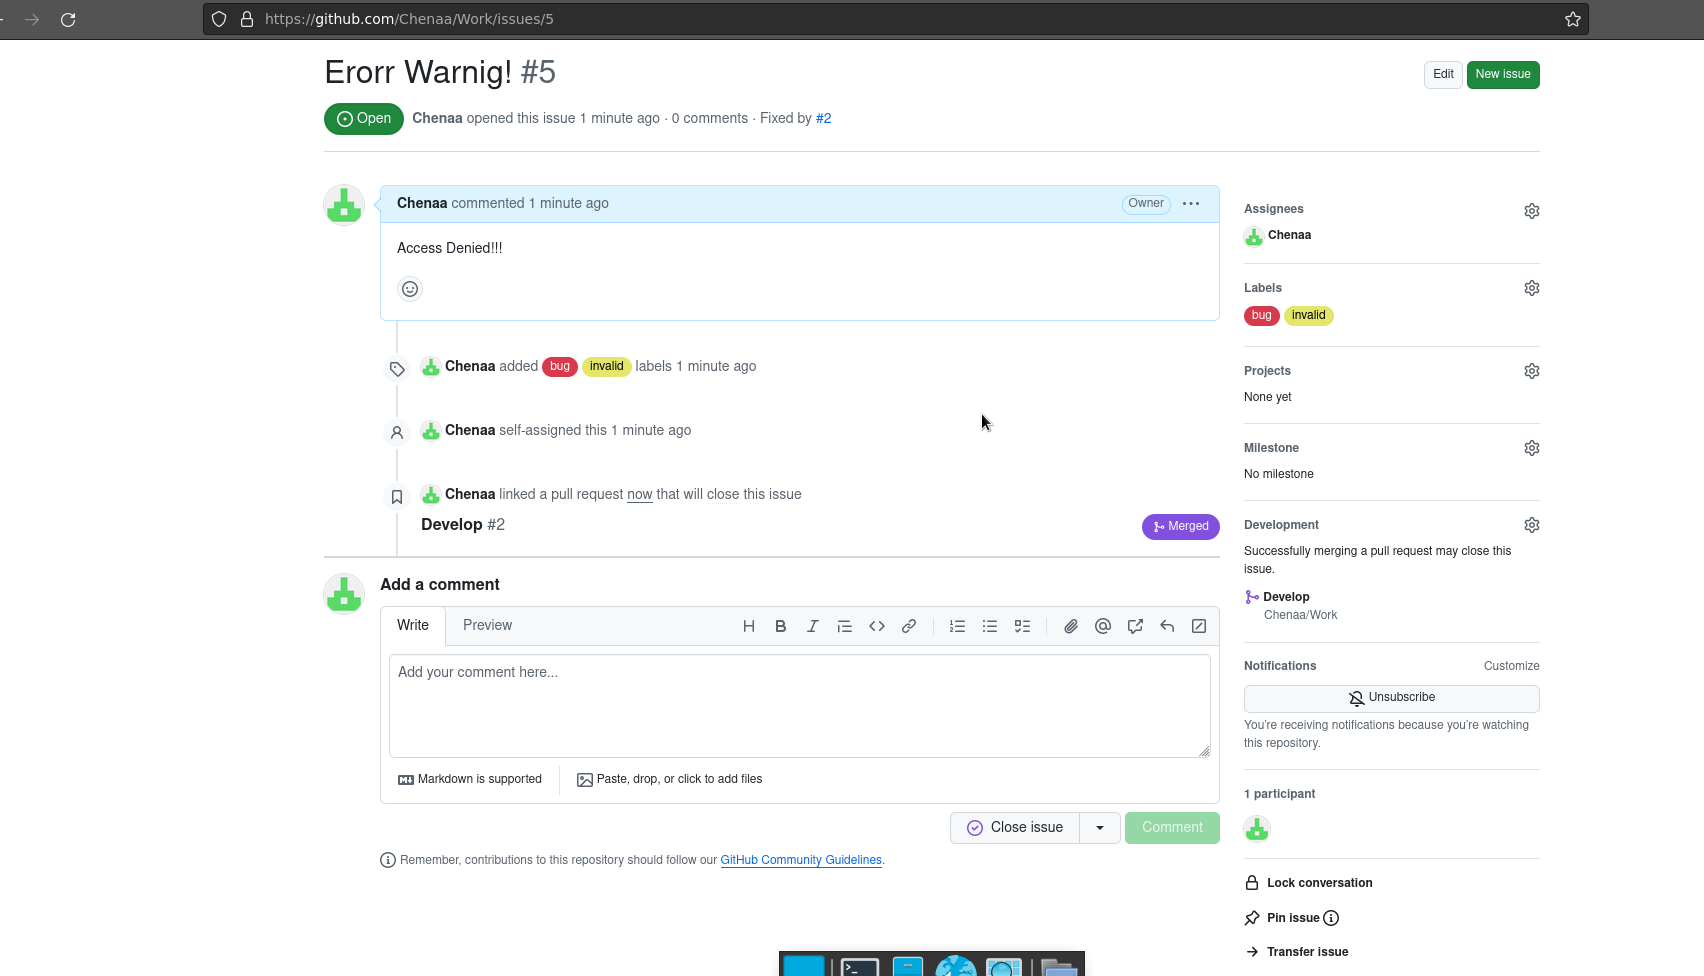 https://github.com/Chenaa/Work/issues/5
Erorr Warnig! #5
Edit
New issue
Open
Chenaa opened this issue 1 minute ago · 0 comments · Fixed by #2
Chenaa commented 1 minute ago
Owner
Access Denied!!!
Chenaa added bug invalid labels 1 minute ago
Chenaa self-assigned this 1 minute ago
Chenaa linked a pull request now that will close this issue
Develop #2
Merged
Add a comment
Write
Preview
Add your comment here...
Markdown is supported
Paste, drop, or click to add files
Close issue
Comment
Remember, contributions to this repository should follow our GitHub Community Guidelines.
Assignees
Chenaa
Labels
bug invalid
Projects
None yet
Milestone
No milestone
Development
Successfully merging a pull request may close this
issue.
Develop
Chenaa/Work
Notifications
Customize
Unsubscribe
You're receiving notifications because you're watching
this repository.
1 participant
Lock conversation
Pin issue
Transfer issue